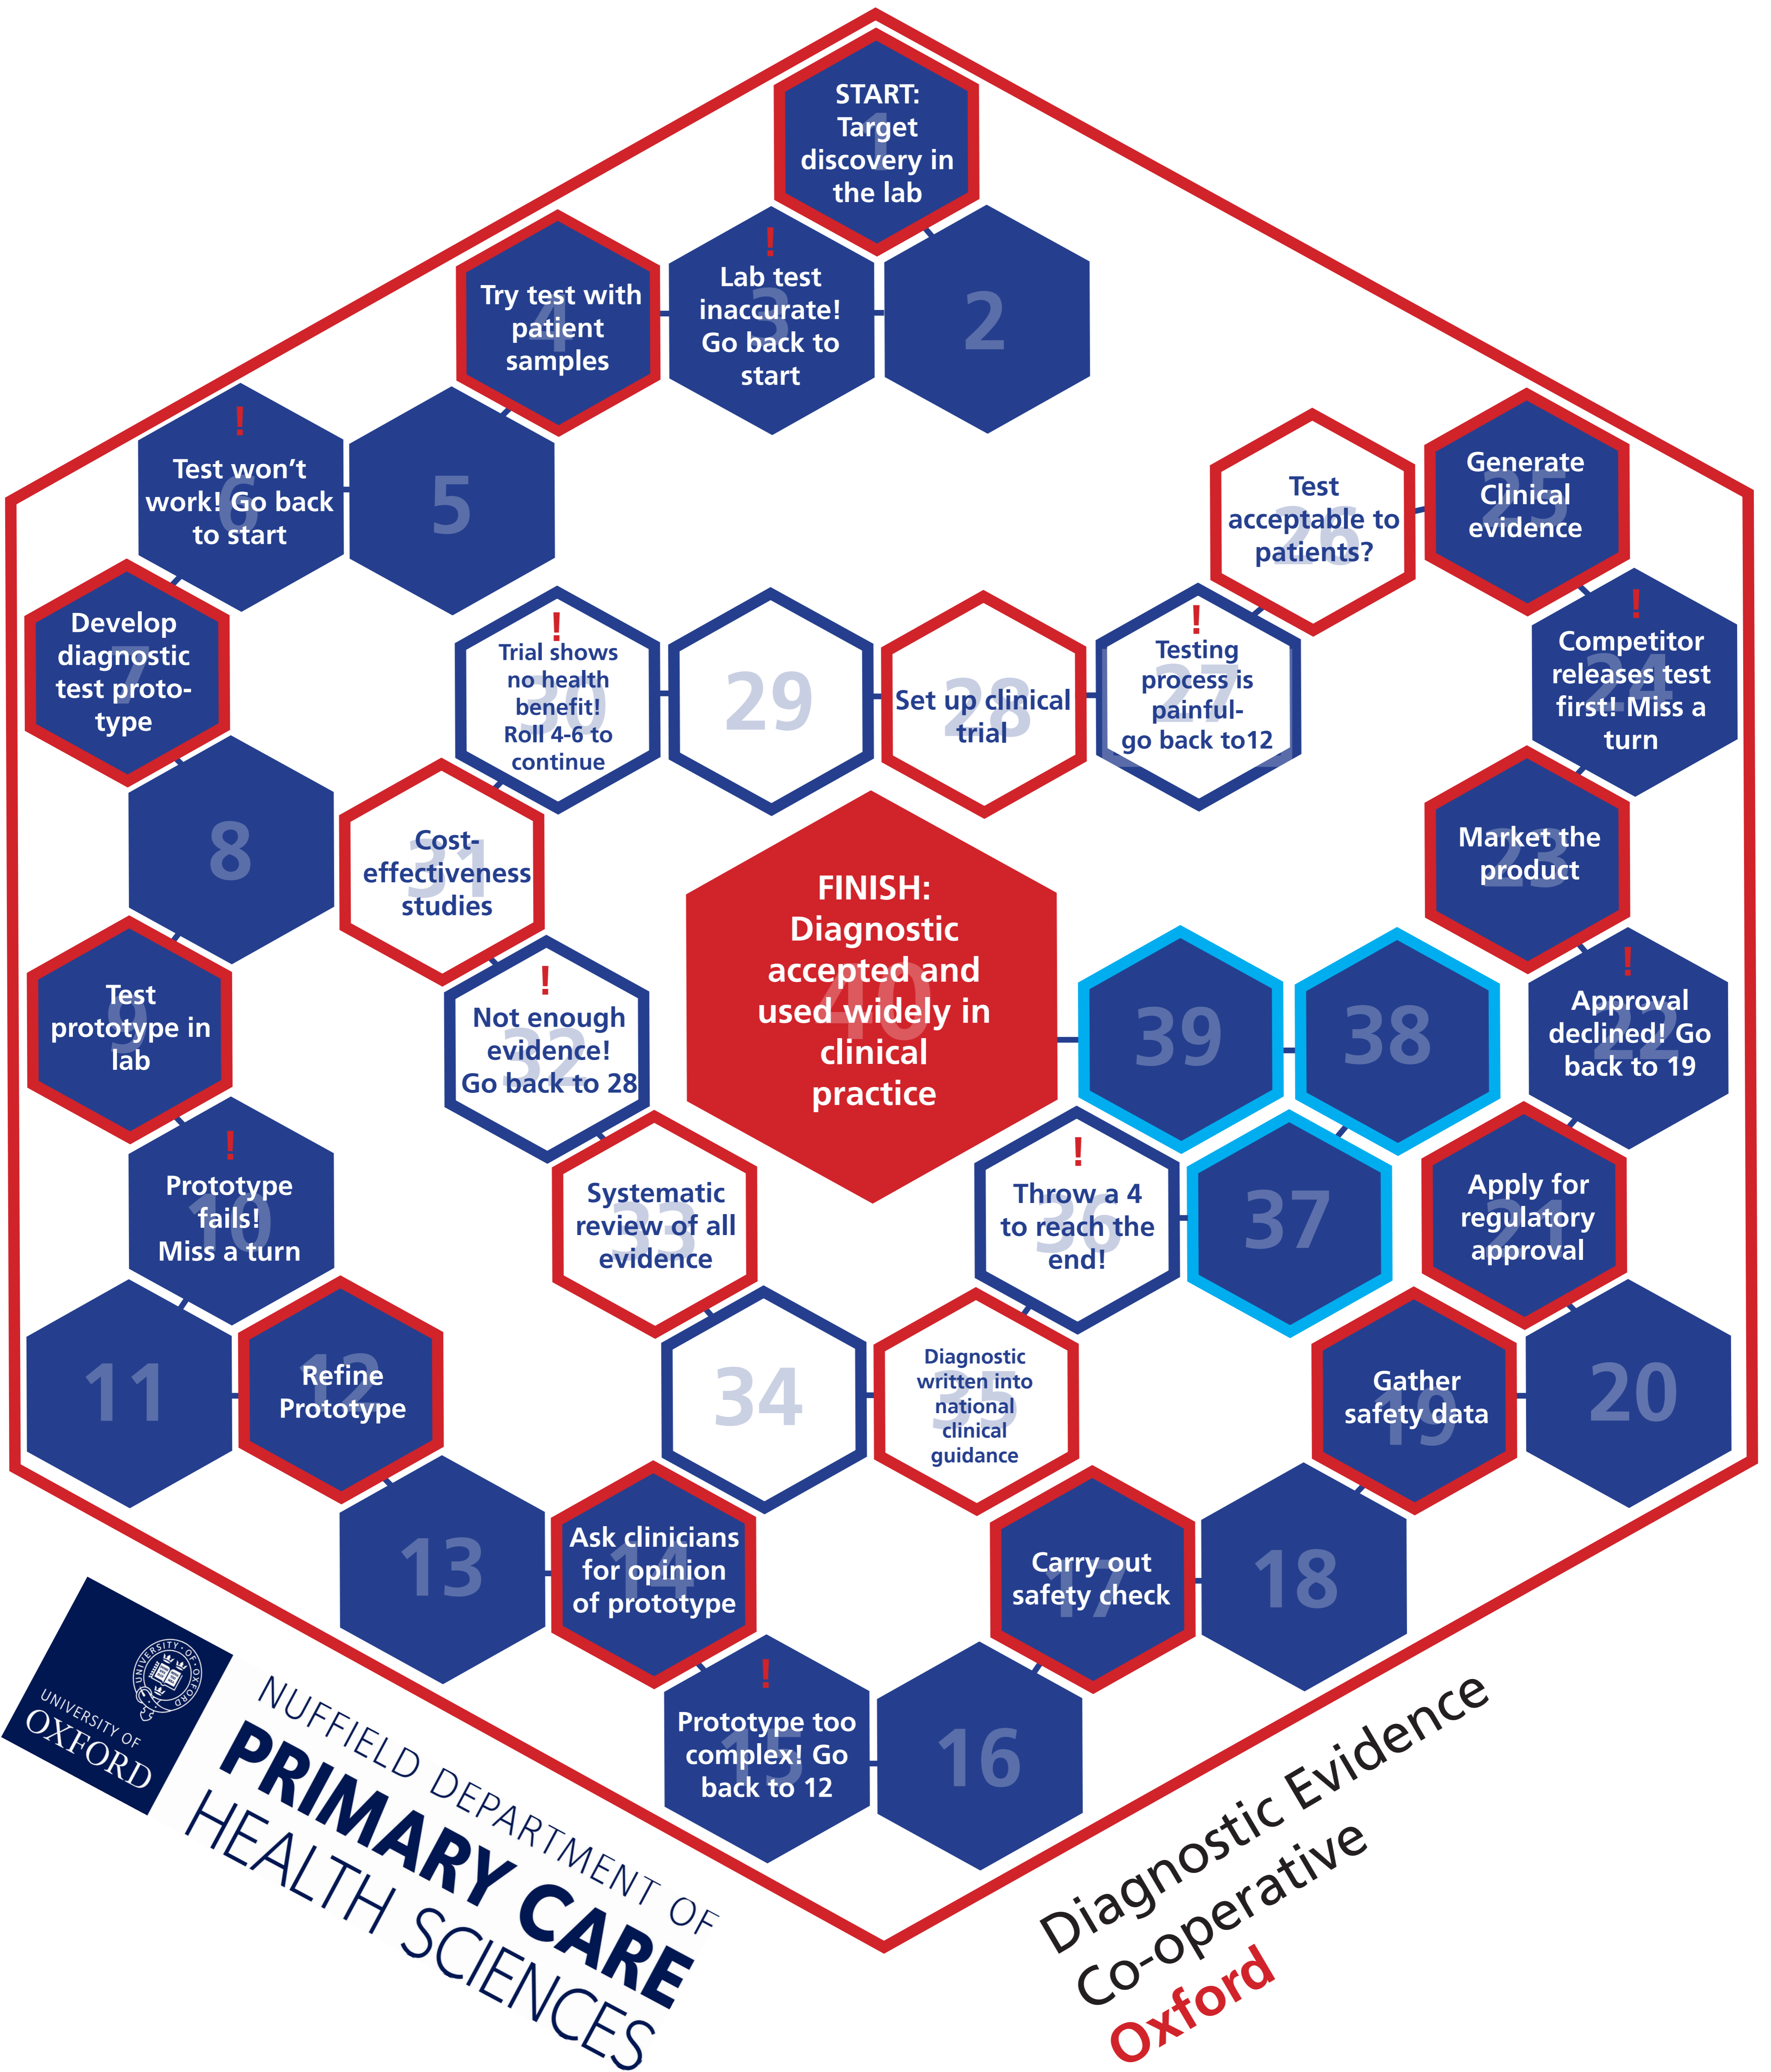 START:
Target
discovery in
the lab
1
2
!
Lab test
inaccurate!
Go back to
start
3
Try test with
patient
samples
4
5
!
Test won't
work! Go back
to start
6
Develop
diagnostic
test proto-
type
7
8
Test
prototype in
lab
9
!
Prototype
fails!
Miss a turn
10
11
Refine
Prototype
12
13
Ask clinicians
for opinion
of prototype
14
!
Prototype too
complex! Go
back to 12
15
16
Carry out
safety check
17
18
Gather
safety data
19
20
Apply for
regulatory
approval
21
!
Approval
declined! Go
back to 19
22
Market the
product
23
!
Competitor
releases test
first! Miss a
turn
24
Generate
Clinical
evidence
25
Test
acceptable to
patients?
26
!
Testing
process is
painful-
go back to12
27
Set up clinical
trial
28
29
!
Trial shows
no health
benefit!
Roll 4-6 to
continue
30
Cost-
effectiveness
studies
31
!
Not enough
evidence!
Go back to 28
32
Systematic
review of all
evidence
33
34
Diagnostic
written into
national
clinical
guidance
35
!
Throw a 4
to reach the
end!
36
37
38
39
FINISH:
Diagnostic
accepted and
used widely in
clinical
practice
40
UNIVERSITY · OF · OXFORD
UNIVERSITY OF
OXFORD
NUFFIELD DEPARTMENT OF
PRIMARY CARE
HEALTH SCIENCES
Diagnostic Evidence
Co-operative
Oxford